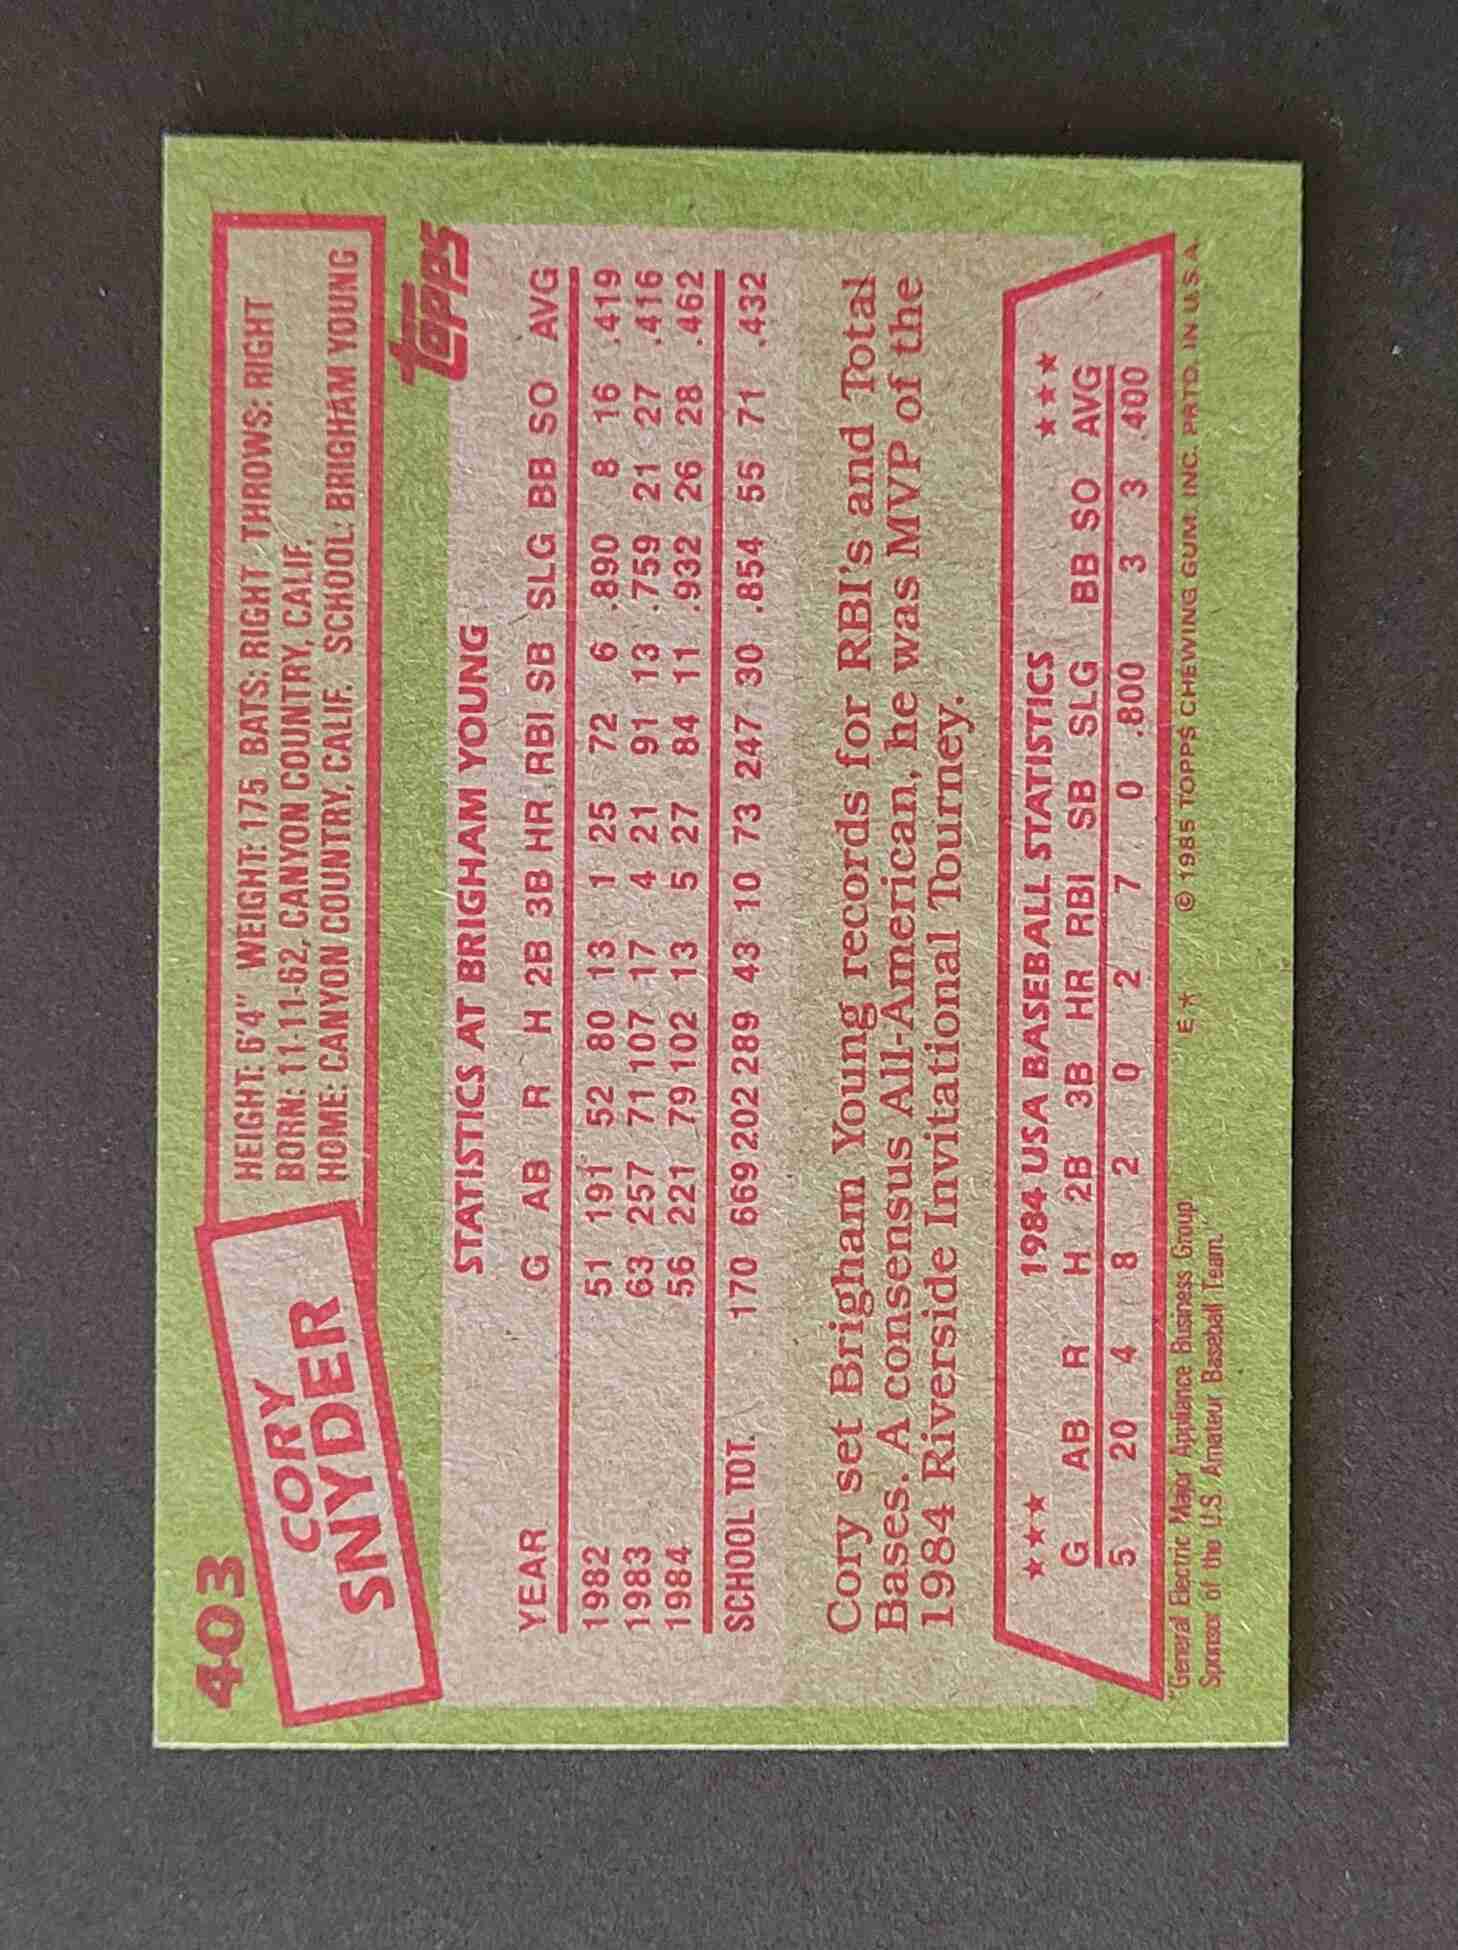 403
CORY
SNYDER
HEIGHT: 6'4" WEIGHT: 175 BATS: RIGHT THROWS: RIGHT
BORN: 11-11-62, CANYON COUNTRY, CALIF.
HOME: CANYON COUNTRY, CALIF. SCHOOL: BRIGHAM YOUNG
topps
STATISTICS AT BRIGHAM YOUNG
YEAR G AB R H 2B 3B HR RBI SB SLG BB SO AVG
1982 51 191 52 80 13 1 25 72 6 .890 8 16 .419
1983 63 257 71 107 17 4 21 91 13 .759 21 27 .416
1984 56 221 79 102 13 5 27 84 11 .932 26 28 .462
SCHOOL TOT. 170 669 202 289 43 10 73 247 30 .854 55 71 .432
Cory set Brigham Young records for RBI's and Total
Bases. A consensus All-American, he was MVP of the
1984 Riverside Invitational Tourney.
★★★ 1984 USA BASEBALL STATISTICS ★★★
G AB R H 2B 3B HR RBI SB SLG BB SO AVG
5 20 4 8 2 0 2 7 0 .800 3 3 .400
"General Electric Major Appliance Business Group
Sponsor of the U.S. Amateur Baseball Team."
E★ © 1985 TOPPS CHEWING GUM. INC. PRTD. IN U.S.A.